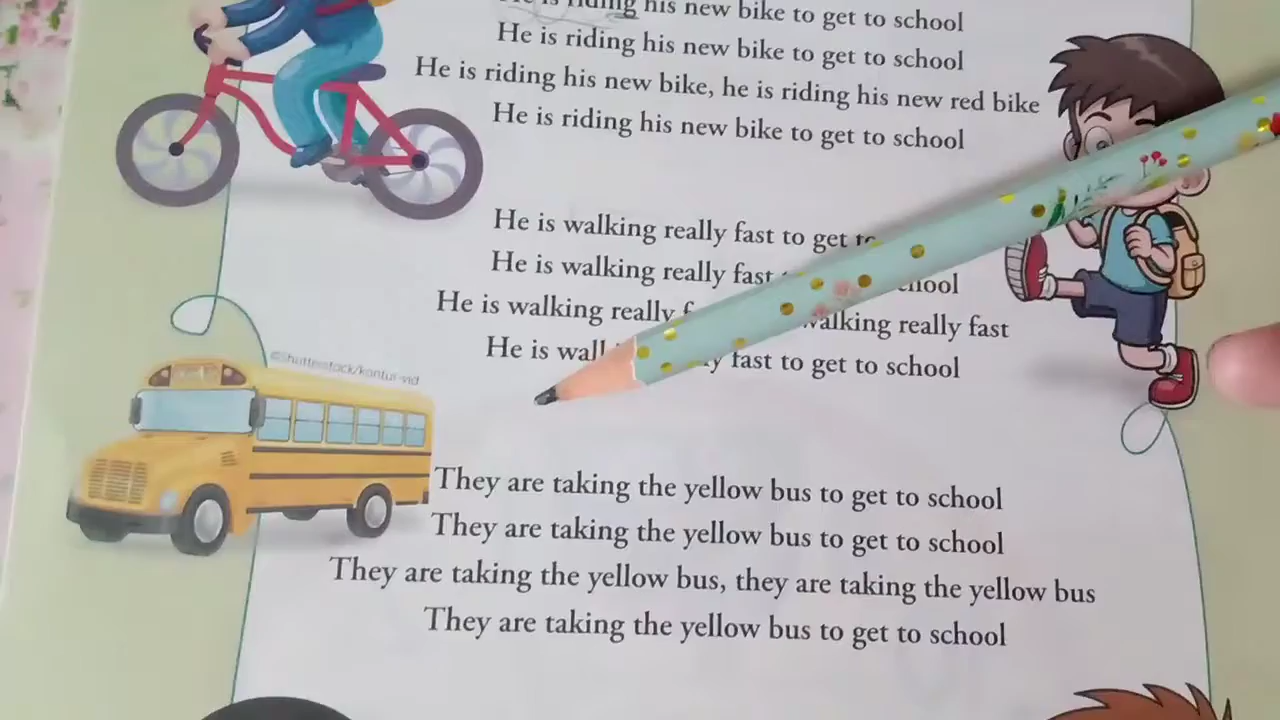 is riding his new bike to get to school
He is riding his new bike to get to school
He is riding his new bike, he is riding his new red bike
He is riding his new bike to get to school
He is walking really fast to get
He is walking really fast
He is walking really walking really fast
He is fast to get to school
©Shutterstock/kontur-vid
They are taking the yellow bus to get to school
They are taking the yellow bus to get to school
They are taking the yellow bus, they are taking the yellow bus
They are taking the yellow bus to get to school